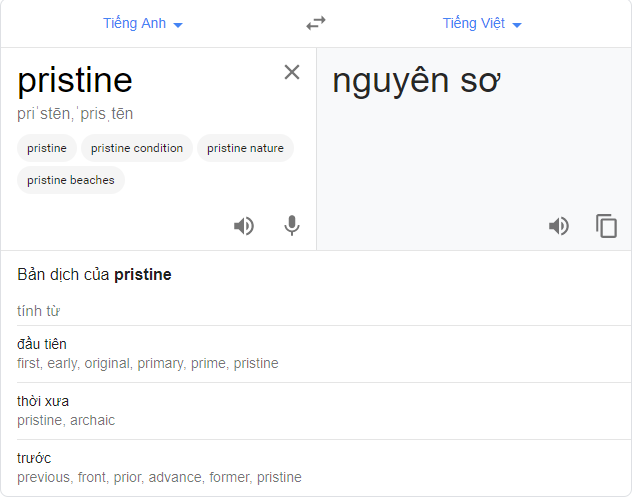 Tiếng Anh
Tiếng Việt
pristine
nguyên sơ
priˈstēn,ˈprisˌtēn
pristine
pristine condition
pristine nature
pristine beaches
Bản dịch của pristine
tính từ
đầu tiên
first, early, original, primary, prime, pristine
thời xưa
pristine, archaic
trước
previous, front, prior, advance, former, pristine